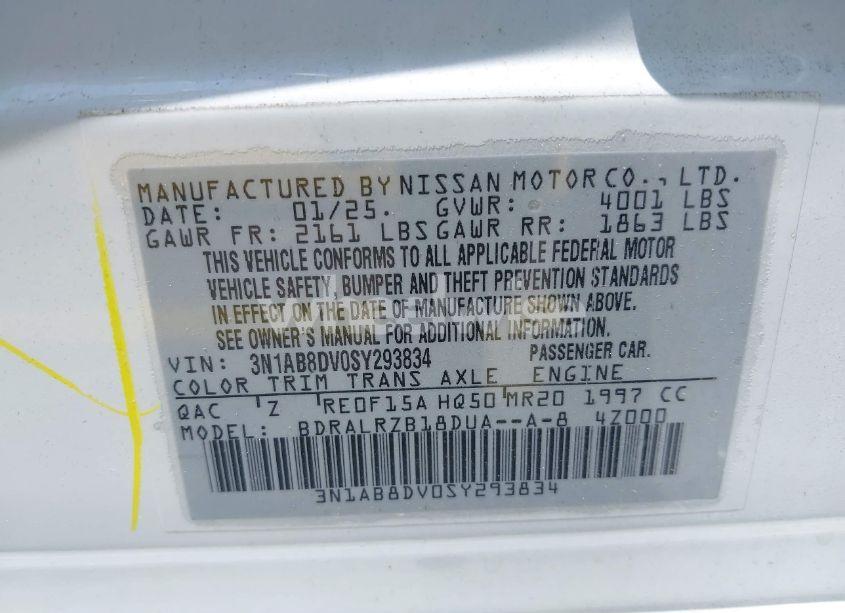 MANUFACTURED BY NISSAN MOTOR CO., LTD.
DATE: 01/25. GVWR: 4001 LBS
GAWR FR: 2161 LBS GAWR RR: 1863 LBS
THIS VEHICLE CONFORMS TO ALL APPLICABLE FEDERAL MOTOR
VEHICLE SAFETY, BUMPER AND THEFT PREVENTION STANDARDS
IN EFFECT ON THE DATE OF MANUFACTURE SHOWN ABOVE.
SEE OWNER'S MANUAL FOR ADDITIONAL INFORMATION.
VIN: 3N1AB8DV0SY293834 PASSENGER CAR.
COLOR TRIM TRANS AXLE ENGINE
QAC Z RE0F15A HQ50 MR20 1997 CC
MODEL: BDRALRZB18DUA--A-8 4Z000
3N1AB8DV0SY293834